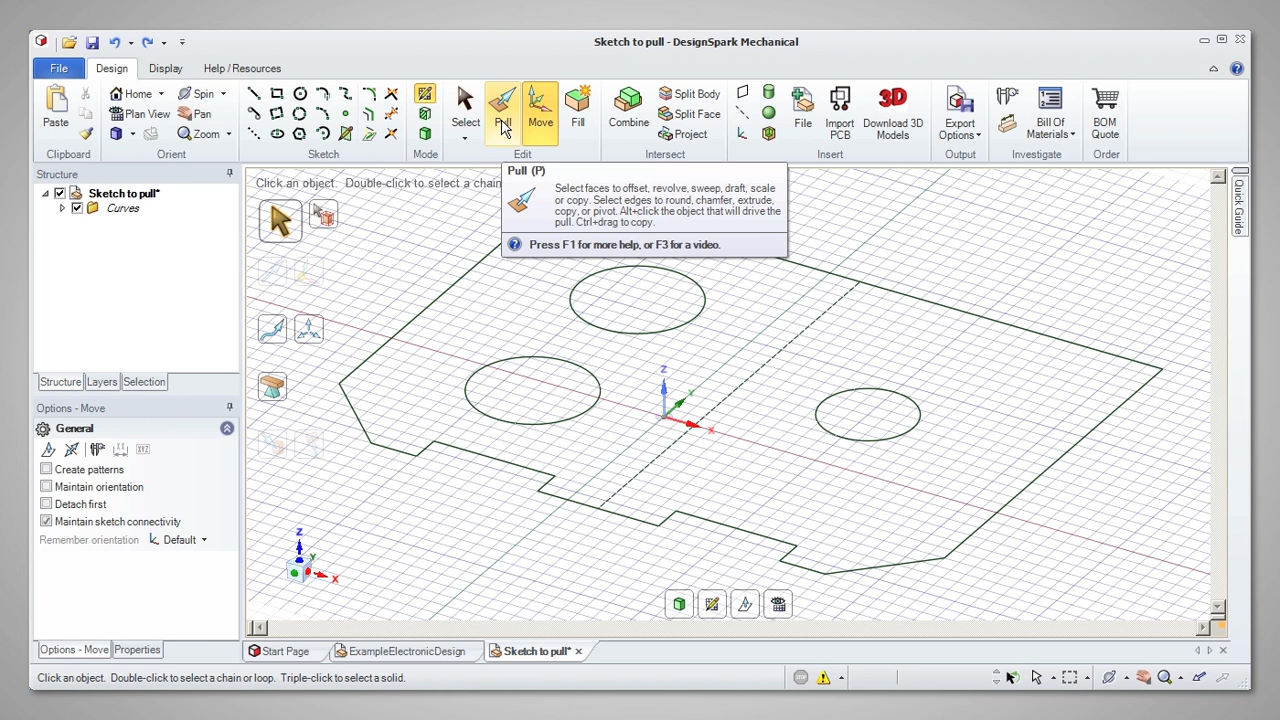 Sketch to pull - DesignSpark Mechanical
File Design Display Help / Resources
Paste
Clipboard
Home Spin
Plan View Pan
Zoom
Orient
Sketch
Mode
Select Pull Move Fill
Edit
Combine
Split Body
Split Face
Project
Intersect
File Import PCB Download 3D Models
3D
Insert
Export Options
Output
Bill Of Materials
Investigate
BOM Quote
Order
Structure
Sketch to pull*
Curves
Structure Layers Selection
Options - Move
General
XYZ
Create patterns
Maintain orientation
Detach first
Maintain sketch connectivity
Remember orientation Default
Options - Move Properties
Click an object. Double-click to select a chain
Pull (P)
Select faces to offset, revolve, sweep, draft, scale
or copy. Select edges to round, chamfer, extrude,
copy, or pivot. Alt+click the object that will drive the
pull. Ctrl+drag to copy.
Press F1 for more help, or F3 for a video.
Z
Y
X
Z
Y
X
Quick Guide
Start Page ExampleElectronicDesign Sketch to pull*
Click an object. Double-click to select a chain or loop. Triple-click to select a solid.